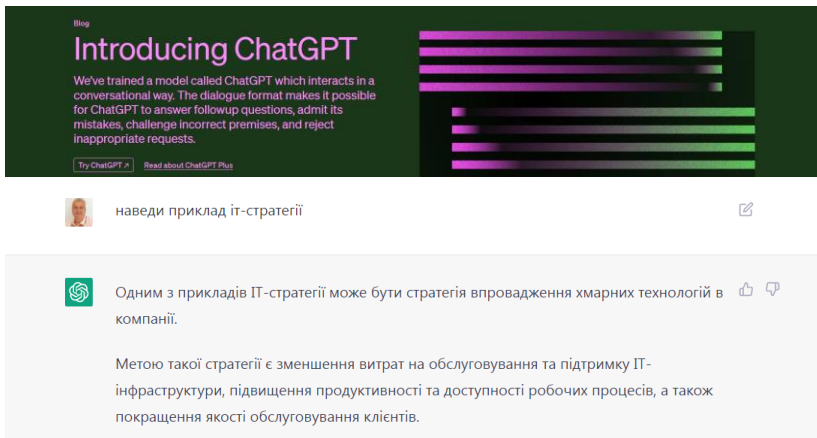 Blog
Introducing ChatGPT
We've trained a model called ChatGPT which interacts in a
conversational way. The dialogue format makes it possible
for ChatGPT to answer followup questions, admit its
mistakes, challenge incorrect premises, and reject
inappropriate requests.
Try ChatGPT ↗ Read about ChatGPT Plus
наведи приклад іт-стратегії
Одним з прикладів ІТ-стратегії може бути стратегія впровадження хмарних технологій в
компанії.
Метою такої стратегії є зменшення витрат на обслуговування та підтримку ІТ-
інфраструктури, підвищення продуктивності та доступності робочих процесів, а також
покращення якості обслуговування клієнтів.